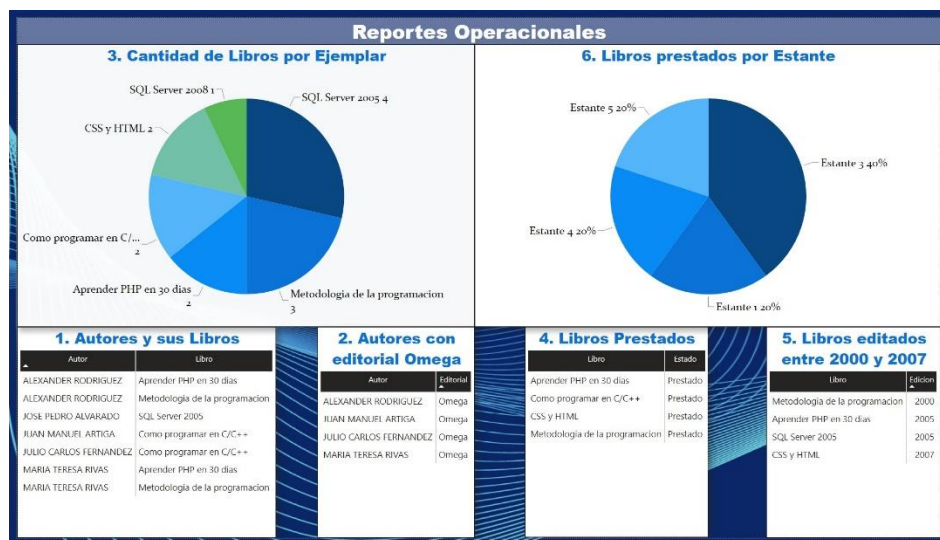 Reportes Operacionales
3. Cantidad de Libros por Ejemplar
SQL Server 2008 1
SQL Server 2005 4
CSS y HTML 2
Como programar en C/...
2
Aprender PHP en 30 dias
2
Metodologia de la programacion
3
6. Libros prestados por Estante
Estante 5 20%
Estante 3 40%
Estante 4 20%
Estante 1 20%
1. Autores y sus Libros
Autor Libro
ALEXANDER RODRIGUEZ Aprender PHP en 30 dias
ALEXANDER RODRIGUEZ Metodologia de la programacion
JOSE PEDRO ALVARADO SQL Server 2005
JUAN MANUEL ARTIGA Como programar en C/C++
JULIO CARLOS FERNANDEZ Como programar en C/C++
MARIA TERESA RIVAS Aprender PHP en 30 dias
MARIA TERESA RIVAS Metodologia de la programacion
2. Autores con
editorial Omega
Autor Editorial
ALEXANDER RODRIGUEZ Omega
JUAN MANUEL ARTIGA Omega
JULIO CARLOS FERNANDEZ Omega
MARIA TERESA RIVAS Omega
4. Libros Prestados
Libro Estado
Aprender PHP en 30 dias Prestado
Como programar en C/C++ Prestado
CSS y HTML Prestado
Metodologia de la programacion Prestado
5. Libros editados
entre 2000 y 2007
Libro Edicion
Metodologia de la programacion 2000
Aprender PHP en 30 dias 2005
SQL Server 2005 2005
CSS y HTML 2007